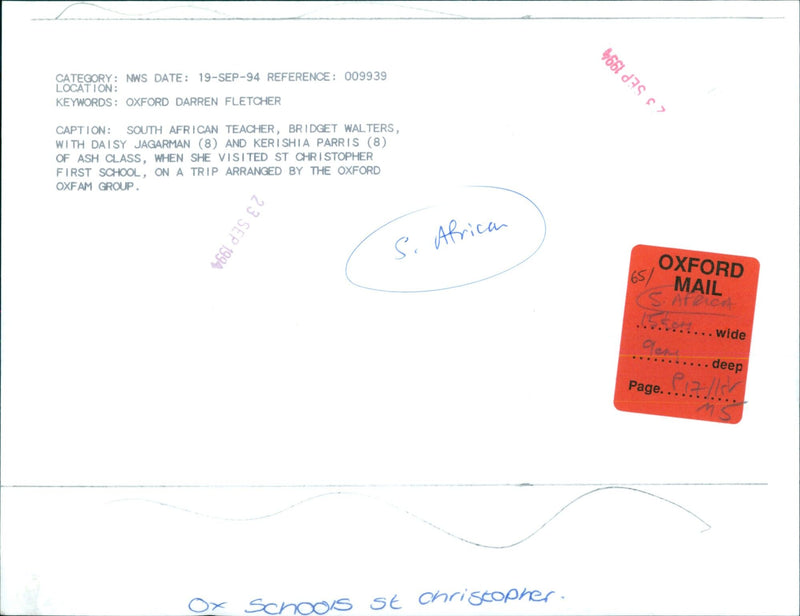 CATEGORY: NWS DATE: 19-SEP-94 REFERENCE: 009939
LOCATION:
KEYWORDS: OXFORD DARREN FLETCHER
CAPTION: SOUTH AFRICAN TEACHER, BRIDGET WALTERS,
WITH DAISY JAGARMAN (8) AND KERISHIA PARRIS (8)
OF ASH CLASS, WHEN SHE VISITED ST CHRISTOPHER
FIRST SCHOOL, ON A TRIP ARRANGED BY THE OXFORD
OXFAM GROUP.
23 SEP 1994
23 SEP 1994
S. African
OXFORD
MAIL
65/
S. AFRICA
..........wide
9cm
..........deep
Page..........
M5
Ox schools st christopher.